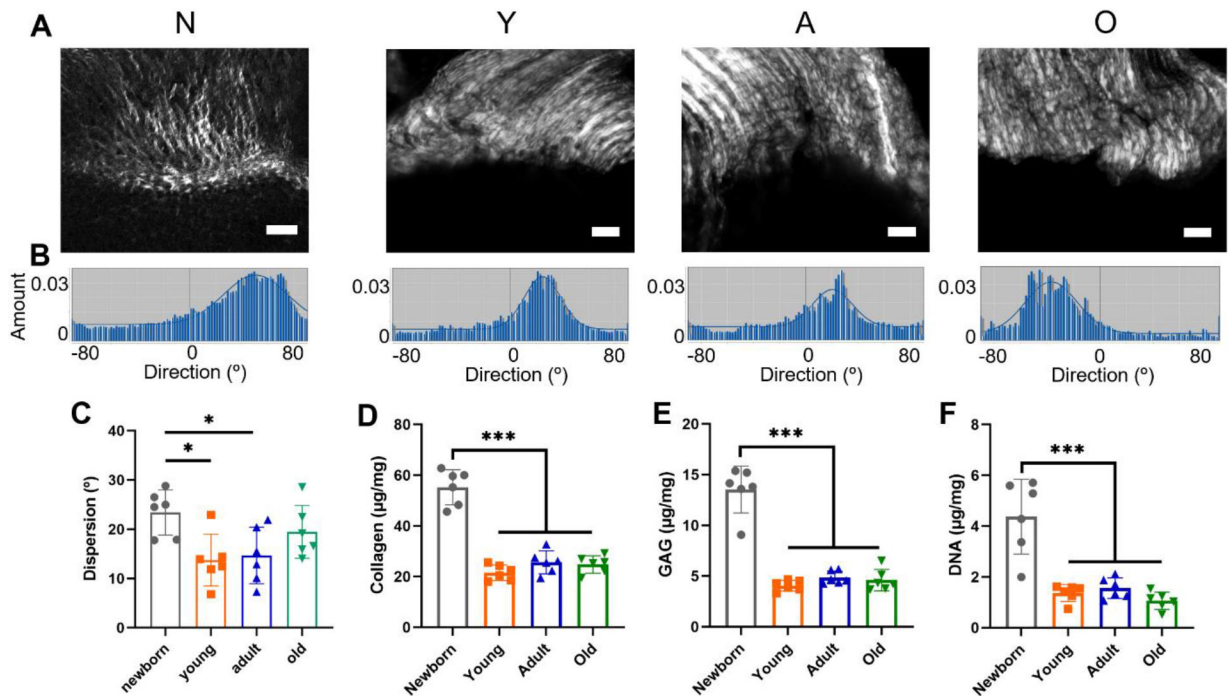 A
N
Y
A
O
B
Amount
0.03
0
-80
0
80
Direction (º)
0.03
0
-80
0
80
Direction (º)
0.03
0
-80
0
80
Direction (º)
0.03
0
-80
0
80
Direction (º)
C
Dispersion (º)
40
30
20
10
0
*
*
newborn
young
adult
old
D
Collagen (µg/mg)
80
60
40
20
0
***
Newborn
Young
Adult
Old
E
GAG (µg/mg)
20
15
10
5
0
***
Newborn
Young
Adult
Old
F
DNA (µg/mg)
8
6
4
2
0
***
Newborn
Young
Adult
Old